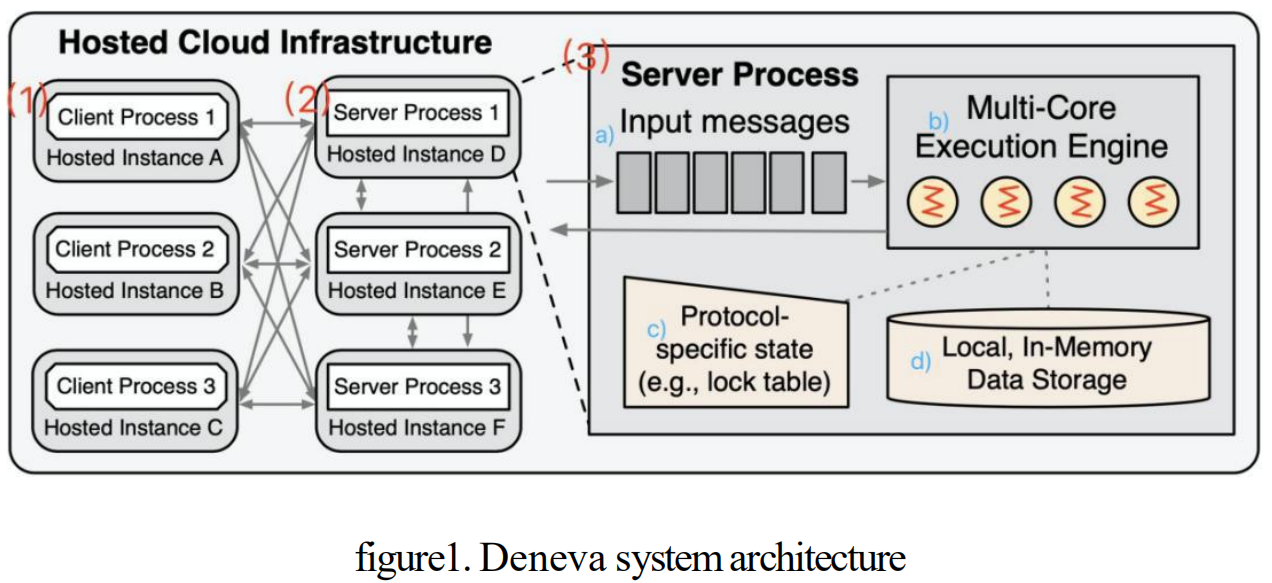 Hosted Cloud Infrastructure
(1)
Client Process 1
Hosted Instance A
Client Process 2
Hosted Instance B
Client Process 3
Hosted Instance C
(2)
Server Process 1
Hosted Instance D
Server Process 2
Hosted Instance E
Server Process 3
Hosted Instance F
(3)
Server Process
a) Input messages
b) Multi-Core
Execution Engine
c) Protocol-
specific state
(e.g., lock table)
d) Local, In-Memory
Data Storage
figure1. Deneva system architecture